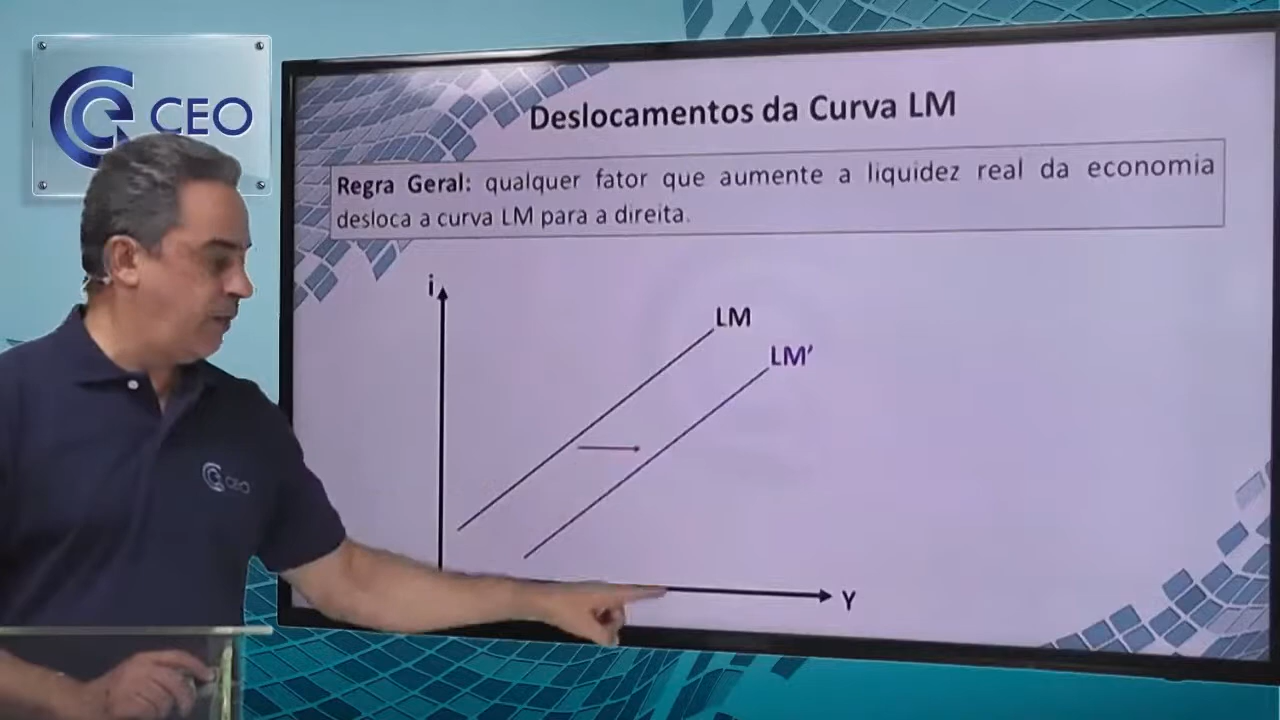 CEO
Deslocamentos da Curva LM
Regra Geral: qualquer fator que aumente a liquidez real da economia
desloca a curva LM para a direita.
i
LM
LM’
CEO
Y